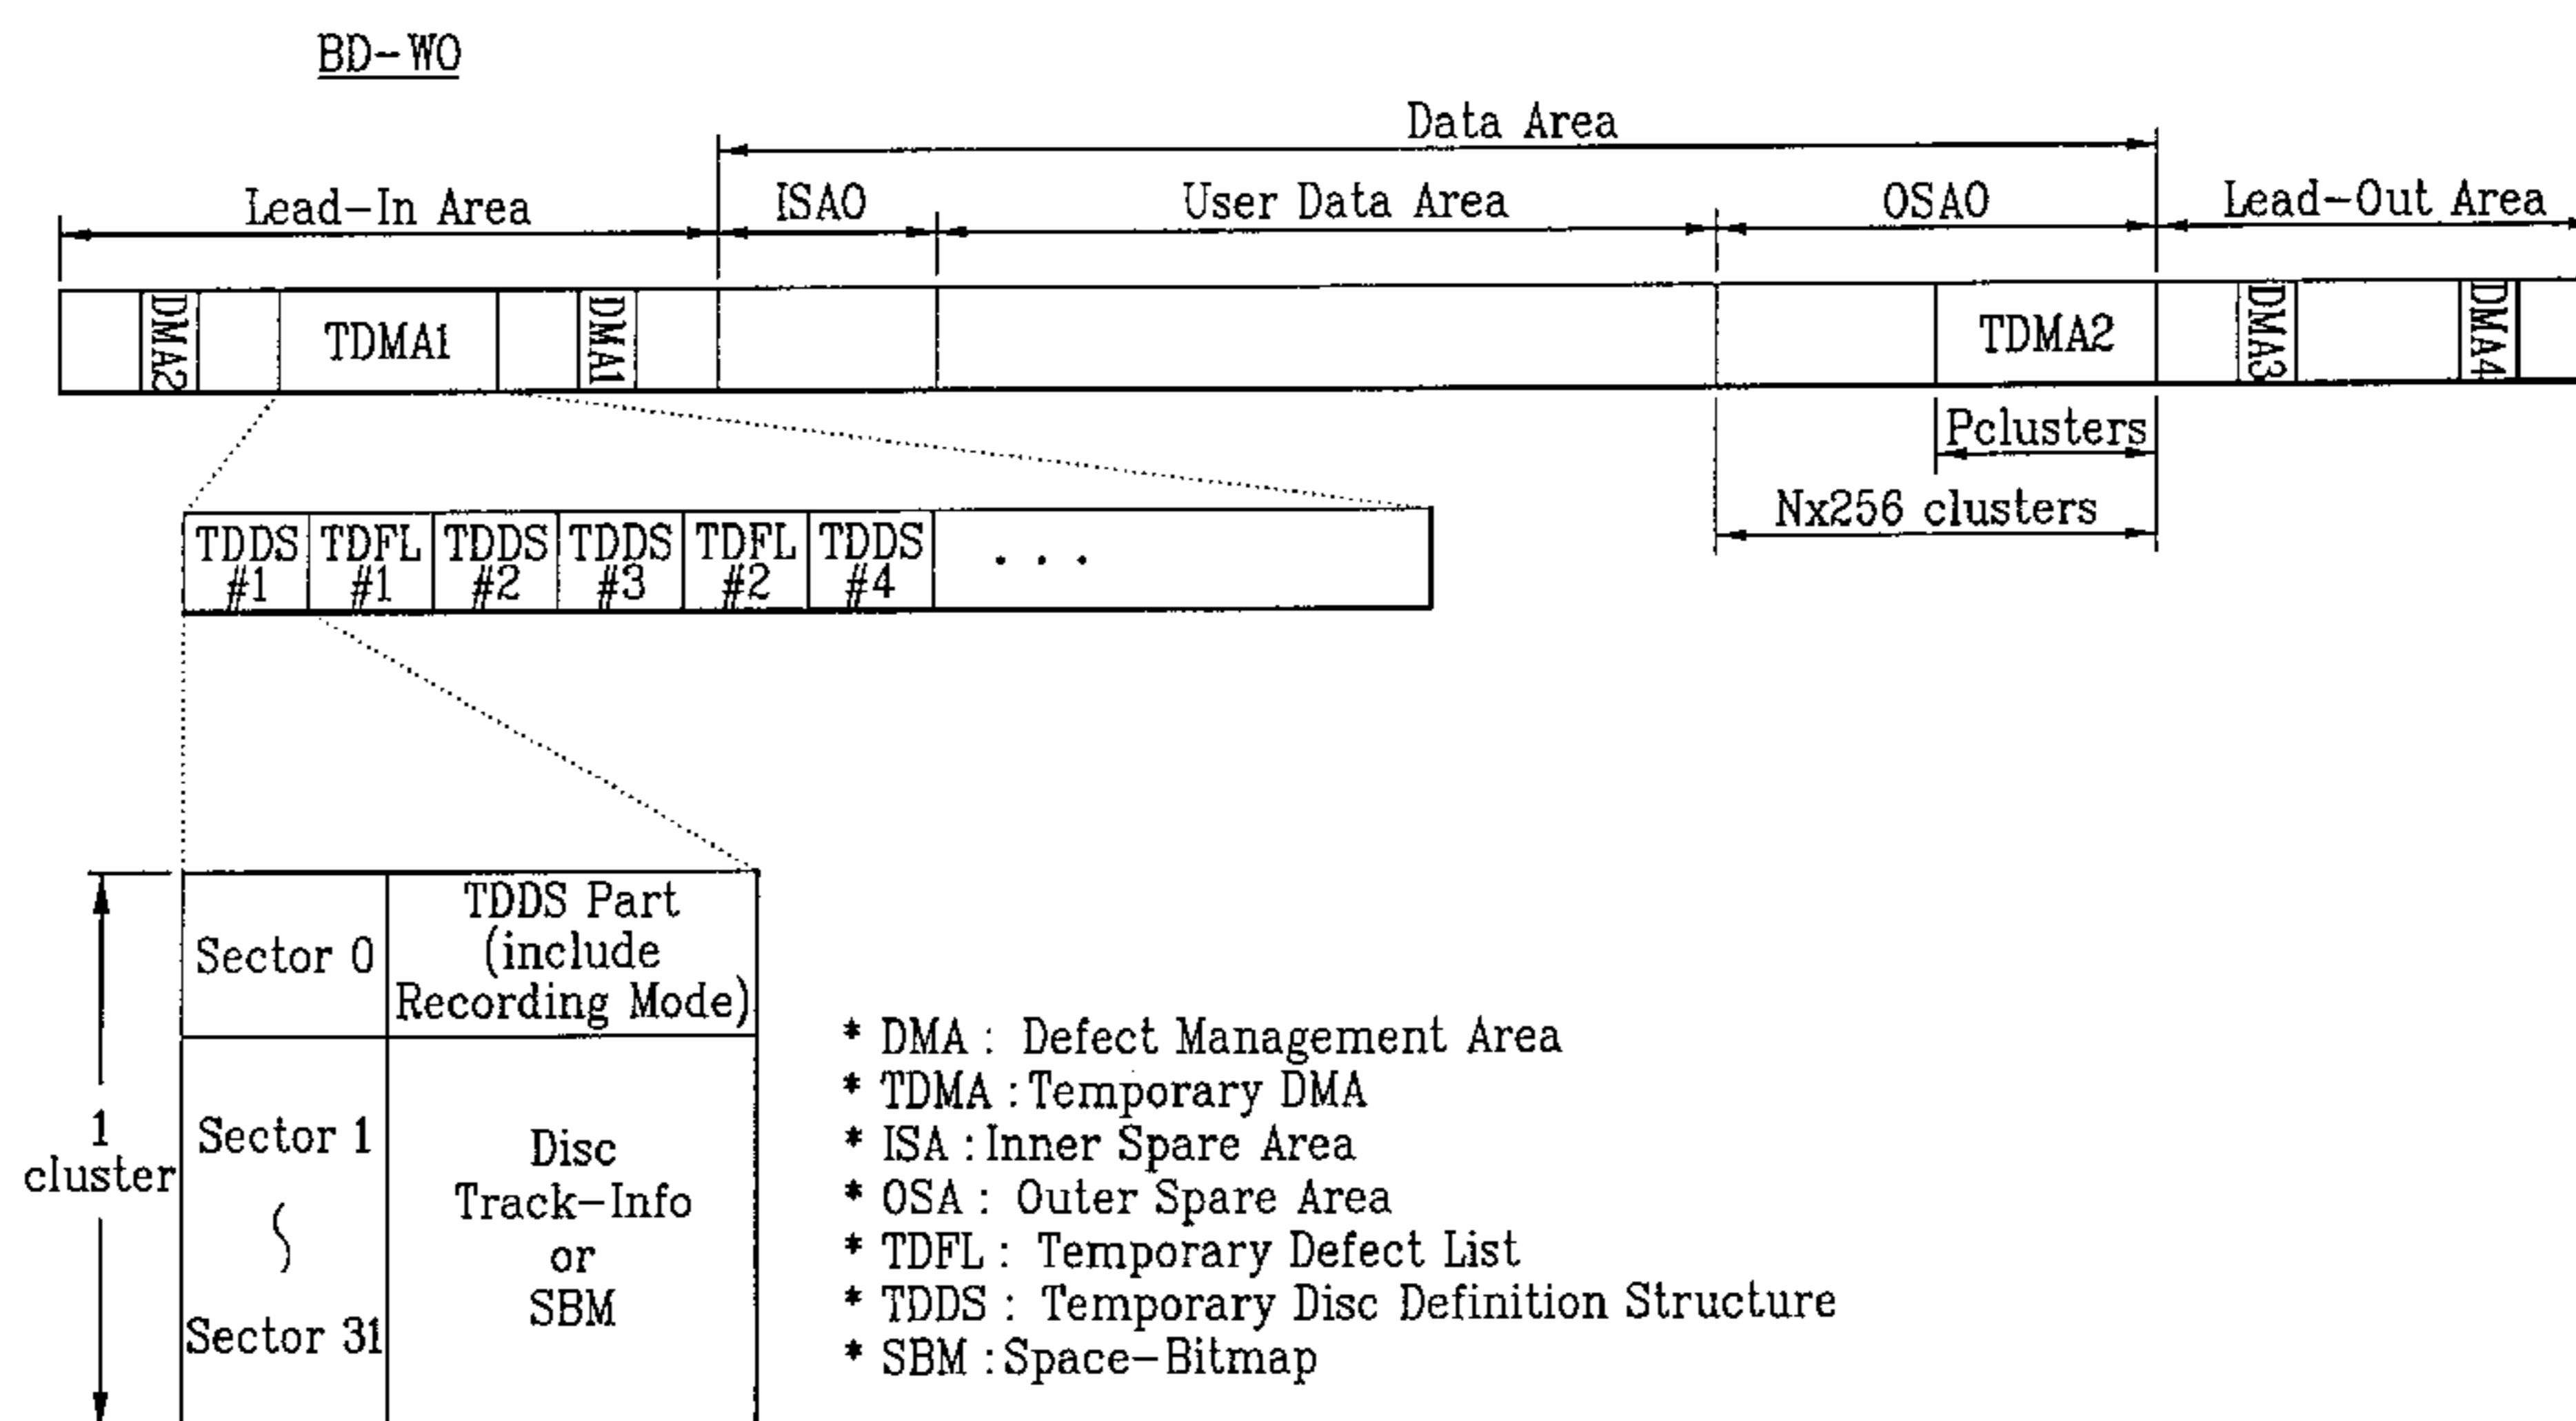 BD-WO
Data Area
Lead-In Area
ISA0
User Data Area
OSA0
Lead-Out Area
DMA2
TDMA1
DMA1
TDMA2
DMA3
DMA4
Pclusters
Nx256 clusters
TDDS #1
TDFL #1
TDDS #2
TDDS #3
TDFL #2
TDDS #4
. . .
Sector 0
TDDS Part
(include
Recording Mode)
1
cluster
Sector 1
Sector 31
Disc
Track-Info
or
SBM
* DMA : Defect Management Area
* TDMA : Temporary DMA
* ISA : Inner Spare Area
* OSA : Outer Spare Area
* TDFL : Temporary Defect List
* TDDS : Temporary Disc Definition Structure
* SBM : Space-Bitmap